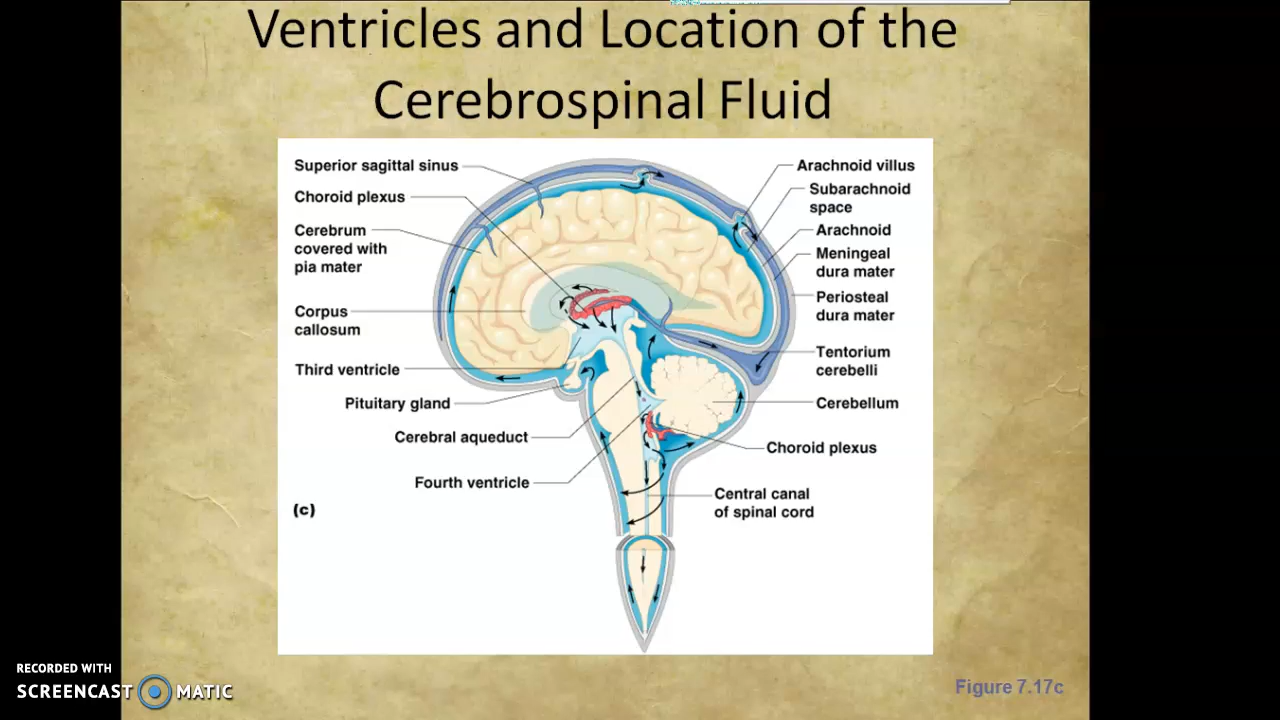 Ventricles and Location of the
Cerebrospinal Fluid
Superior sagittal sinus
Choroid plexus
Cerebrum
covered with
pia mater
Corpus
callosum
Third ventricle
Pituitary gland
Cerebral aqueduct
Fourth ventricle
(c)
Arachnoid villus
Subarachnoid
space
Arachnoid
Meningeal
dura mater
Periosteal
dura mater
Tentorium
cerebelli
Cerebellum
Choroid plexus
Central canal
of spinal cord
RECORDED WITH
SCREENCAST MATIC
Figure 7.17c